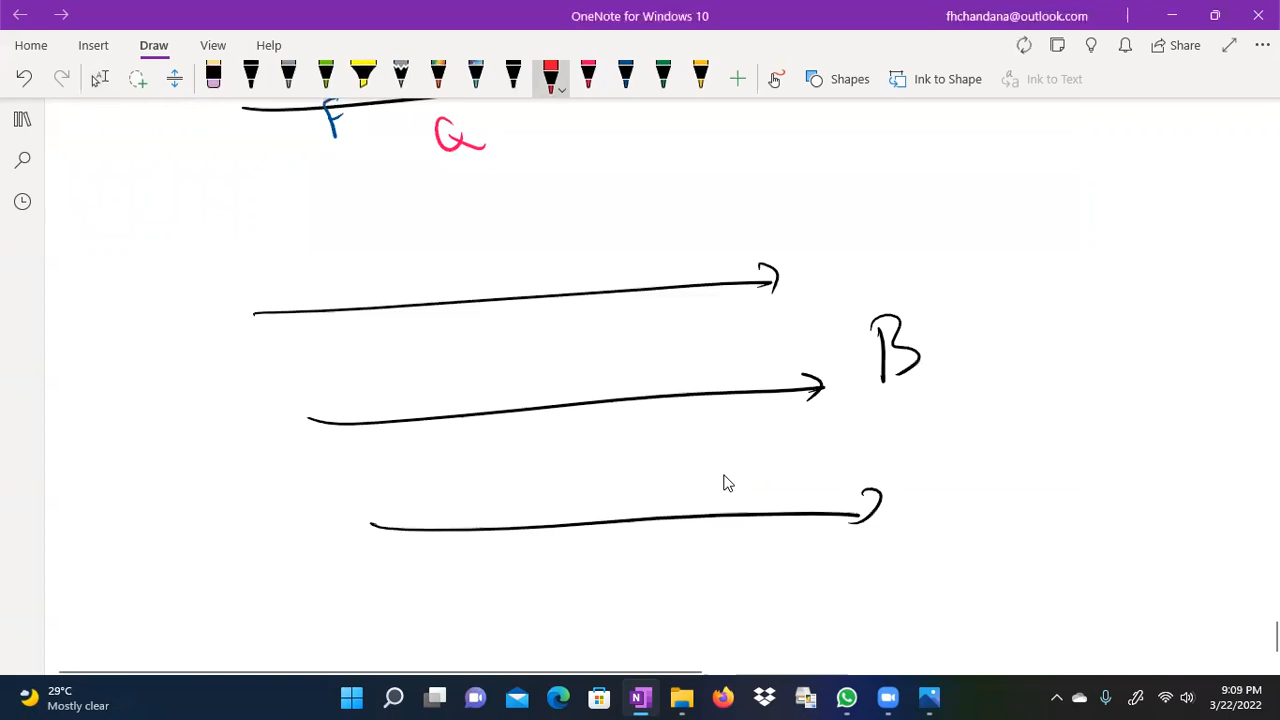 OneNote for Windows 10
fhchandana@outlook.com
Home Insert Draw View Help
Share
Shapes
Ink to Shape
Ink to Text
F
Q
B
29°C
Mostly clear
9:09 PM
3/22/2022